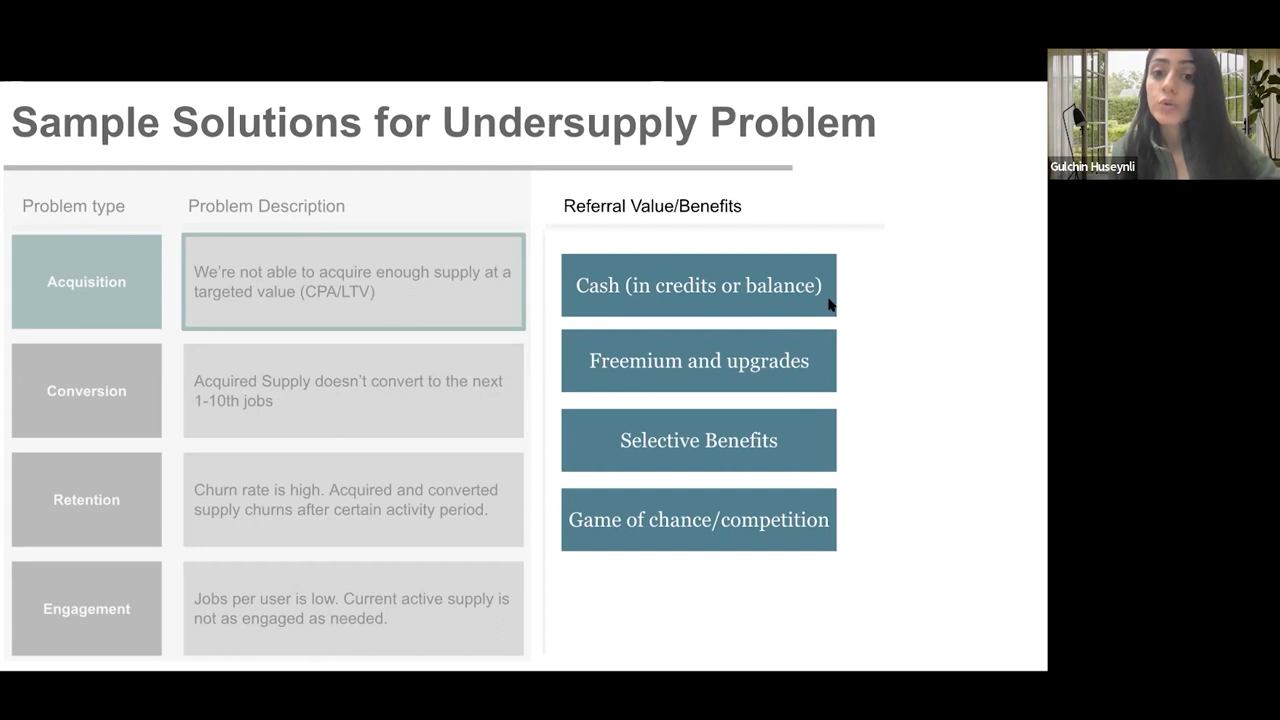 Sample Solutions for Undersupply Problem
Problem type
Problem Description
Referral Value/Benefits
Acquisition
We’re not able to acquire enough supply at a
targeted value (CPA/LTV)
Cash (in credits or balance)
Conversion
Acquired Supply doesn’t convert to the next
1-10th jobs
Freemium and upgrades
Retention
Churn rate is high. Acquired and converted
supply churns after certain activity period.
Selective Benefits
Engagement
Jobs per user is low. Current active supply is
not as engaged as needed.
Game of chance/competition
Gulchin Huseynli